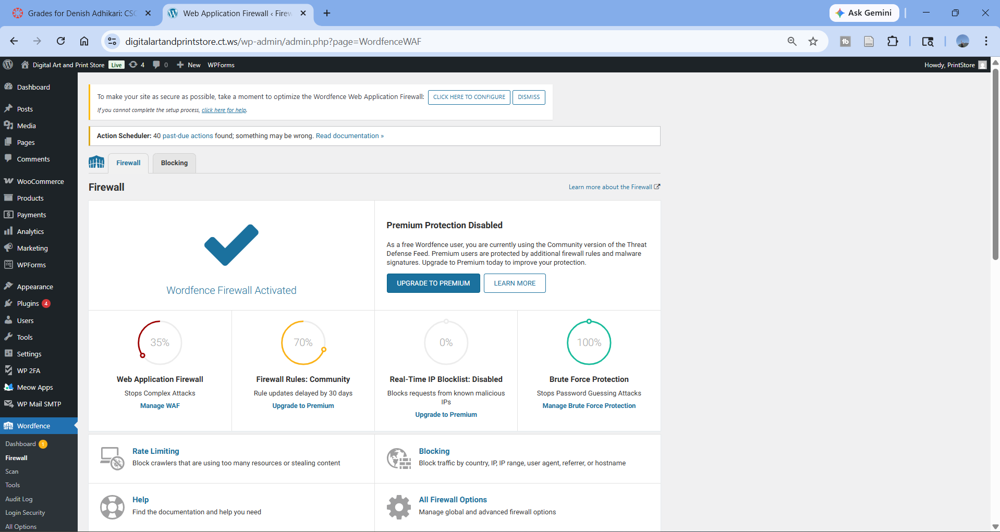 Grades for Denish Adhikari: CSC
Web Application Firewall ‹ Firew
Ask Gemini
digitalartandprintstore.ct.ws/wp-admin/admin.php?page=WordfenceWAF
Digital Art and Print Store Live 4 0 New WPForms
Howdy, PrintStore
Dashboard
Posts
Media
Pages
Comments
WooCommerce
Products
Payments
Analytics
Marketing
WPForms
Appearance
Plugins 4
Users
Tools
Settings
WP 2FA
Meow Apps
WP Mail SMTP
Wordfence
Dashboard 1
Firewall
Scan
Tools
Audit Log
Login Security
All Options
To make your site as secure as possible, take a moment to optimize the Wordfence Web Application Firewall: CLICK HERE TO CONFIGURE DISMISS
If you cannot complete the setup process, click here for help.
Action Scheduler: 40 past-due actions found; something may be wrong. Read documentation »
Firewall Blocking
Firewall
Learn more about the Firewall
Wordfence Firewall Activated
Premium Protection Disabled
As a free Wordfence user, you are currently using the Community version of the Threat
Defense Feed. Premium users are protected by additional firewall rules and malware
signatures. Upgrade to Premium today to improve your protection.
UPGRADE TO PREMIUM LEARN MORE
35%
Web Application Firewall
Stops Complex Attacks
Manage WAF
70%
Firewall Rules: Community
Rule updates delayed by 30 days
Upgrade to Premium
0%
Real-Time IP Blocklist: Disabled
Blocks requests from known malicious
IPs
Upgrade to Premium
100%
Brute Force Protection
Stops Password Guessing Attacks
Manage Brute Force Protection
Rate Limiting
Block crawlers that are using too many resources or stealing content
Blocking
Block traffic by country, IP, IP range, user agent, referrer, or hostname
Help
Find the documentation and help you need
All Firewall Options
Manage global and advanced firewall options